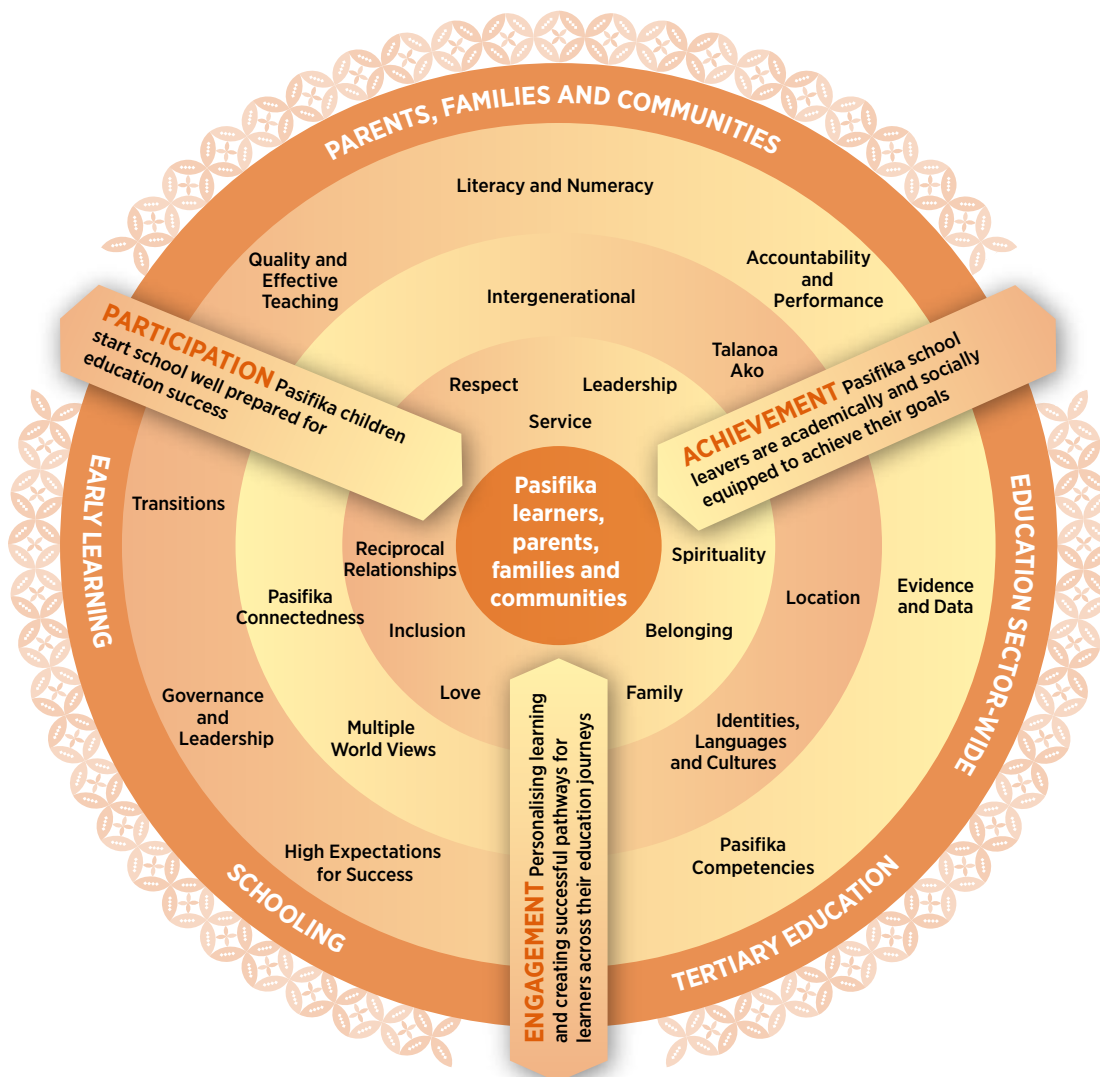 PARENTS, FAMILIES AND COMMUNITIES
Literacy and Numeracy
Quality and
Effective
Teaching
Accountability
and
Performance
Intergenerational
Talanoa
Ako
PARTICIPATION Pasifika children
start school well prepared for
education success
ACHIEVEMENT Pasifika school
leavers are academically and socially
equipped to achieve their goals
Respect
Leadership
Service
EARLY LEARNING
Transitions
Pasifika
learners,
parents,
families and
communities
Reciprocal
Relationships
Spirituality
Pasifika
Connectedness
Location
Evidence
and Data
EDUCATION SECTOR-WIDE
Inclusion
Belonging
Love
Family
Governance
and
Leadership
Multiple
World Views
Identities,
Languages
and Cultures
ENGAGEMENT Personalising learning
and creating successful pathways for
learners across their education journeys
High Expectations
for Success
Pasifika
Competencies
SCHOOLING
TERTIARY EDUCATION